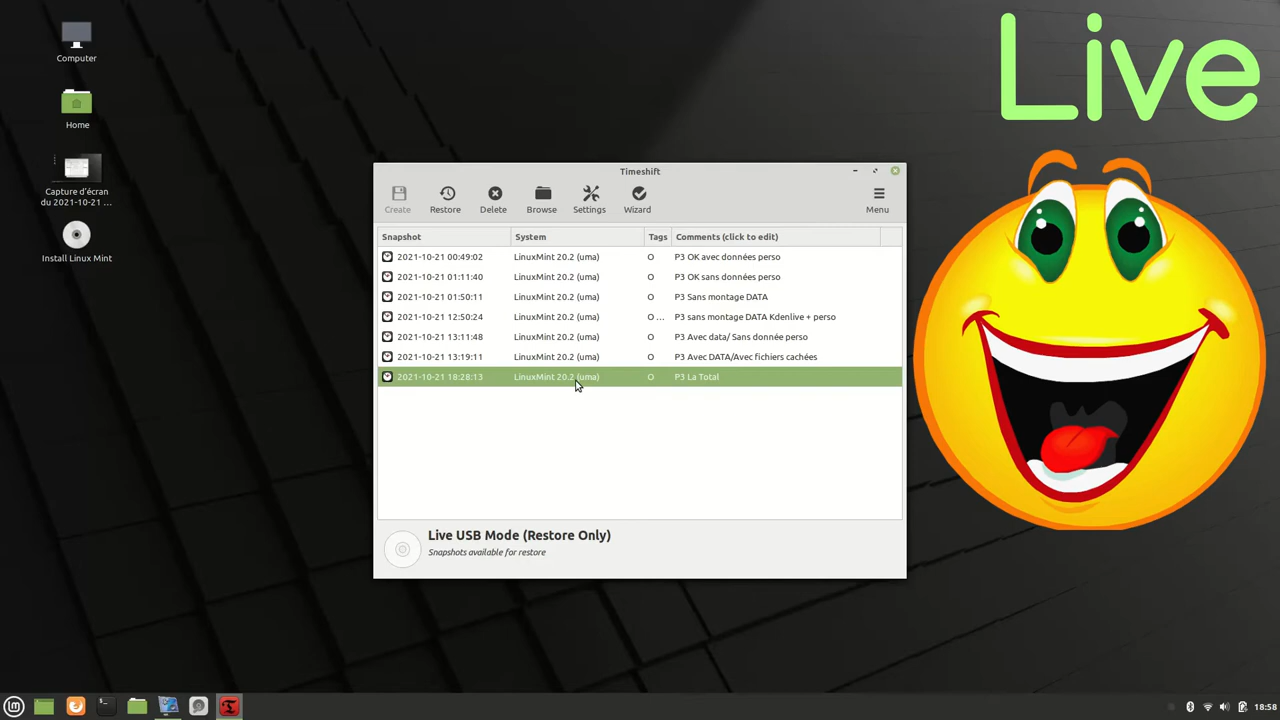 Live
Computer
Home
Capture d'écran
du 2021-10-21 ...
Install Linux Mint
Timeshift
Create Restore Delete Browse Settings Wizard Menu
Snapshot System Tags Comments (click to edit)
2021-10-21 00:49:02 LinuxMint 20.2 (uma) O P3 OK avec données perso
2021-10-21 01:11:40 LinuxMint 20.2 (uma) O P3 OK sans données perso
2021-10-21 01:50:11 LinuxMint 20.2 (uma) O P3 Sans montage DATA
2021-10-21 12:50:24 LinuxMint 20.2 (uma) O ... P3 sans montage DATA Kdenlive + perso
2021-10-21 13:11:48 LinuxMint 20.2 (uma) O P3 Avec data/ Sans donnée perso
2021-10-21 13:19:11 LinuxMint 20.2 (uma) O P3 Avec DATA/Avec fichiers cachées
2021-10-21 18:28:13 LinuxMint 20.2 (uma) O P3 La Total
Live USB Mode (Restore Only)
Snapshots available for restore
18:58